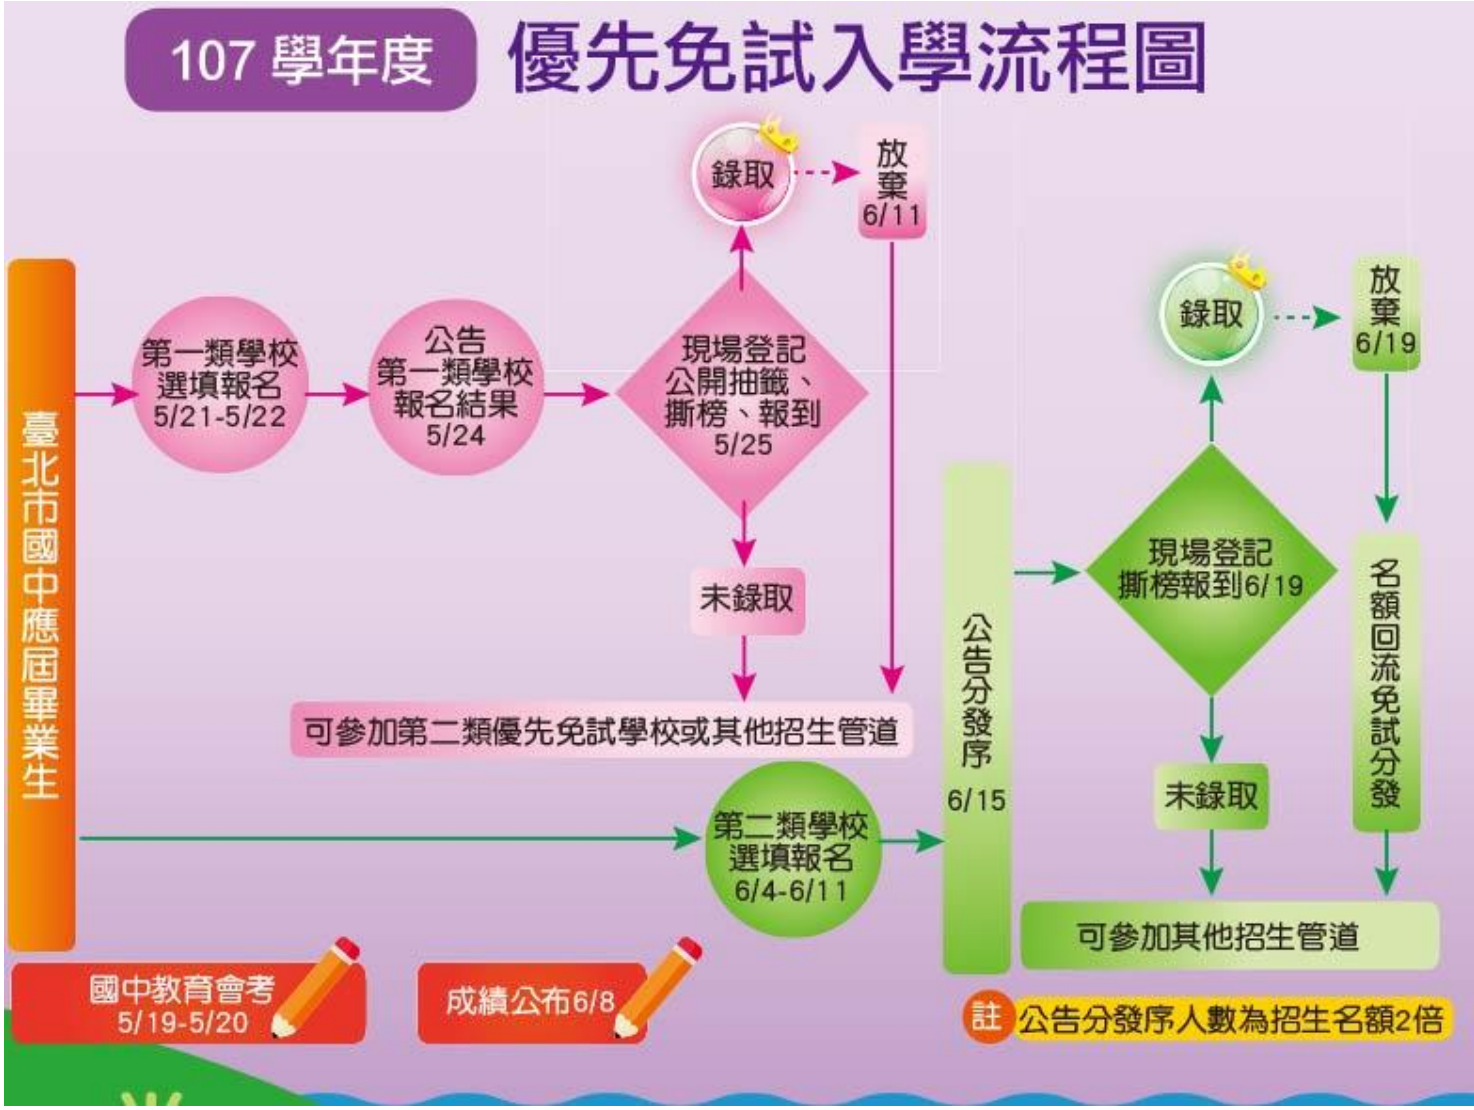 107 學年度 優先免試入學流程圖
錄取
放棄
6/11
臺北市國中應屆畢業生
第一類學校
選填報名
5/21-5/22
公告
第一類學校
報名結果
5/24
現場登記
公開抽籤、
撕榜、報到
5/25
未錄取
可參加第二類優先免試學校或其他招生管道
第二類學校
選填報名
6/4-6/11
公告分發序
6/15
錄取
放棄
6/19
現場登記
撕榜報到6/19
名額回流免試分發
未錄取
可參加其他招生管道
國中教育會考
5/19-5/20
成績公布6/8
註 公告分發序人數為招生名額2倍